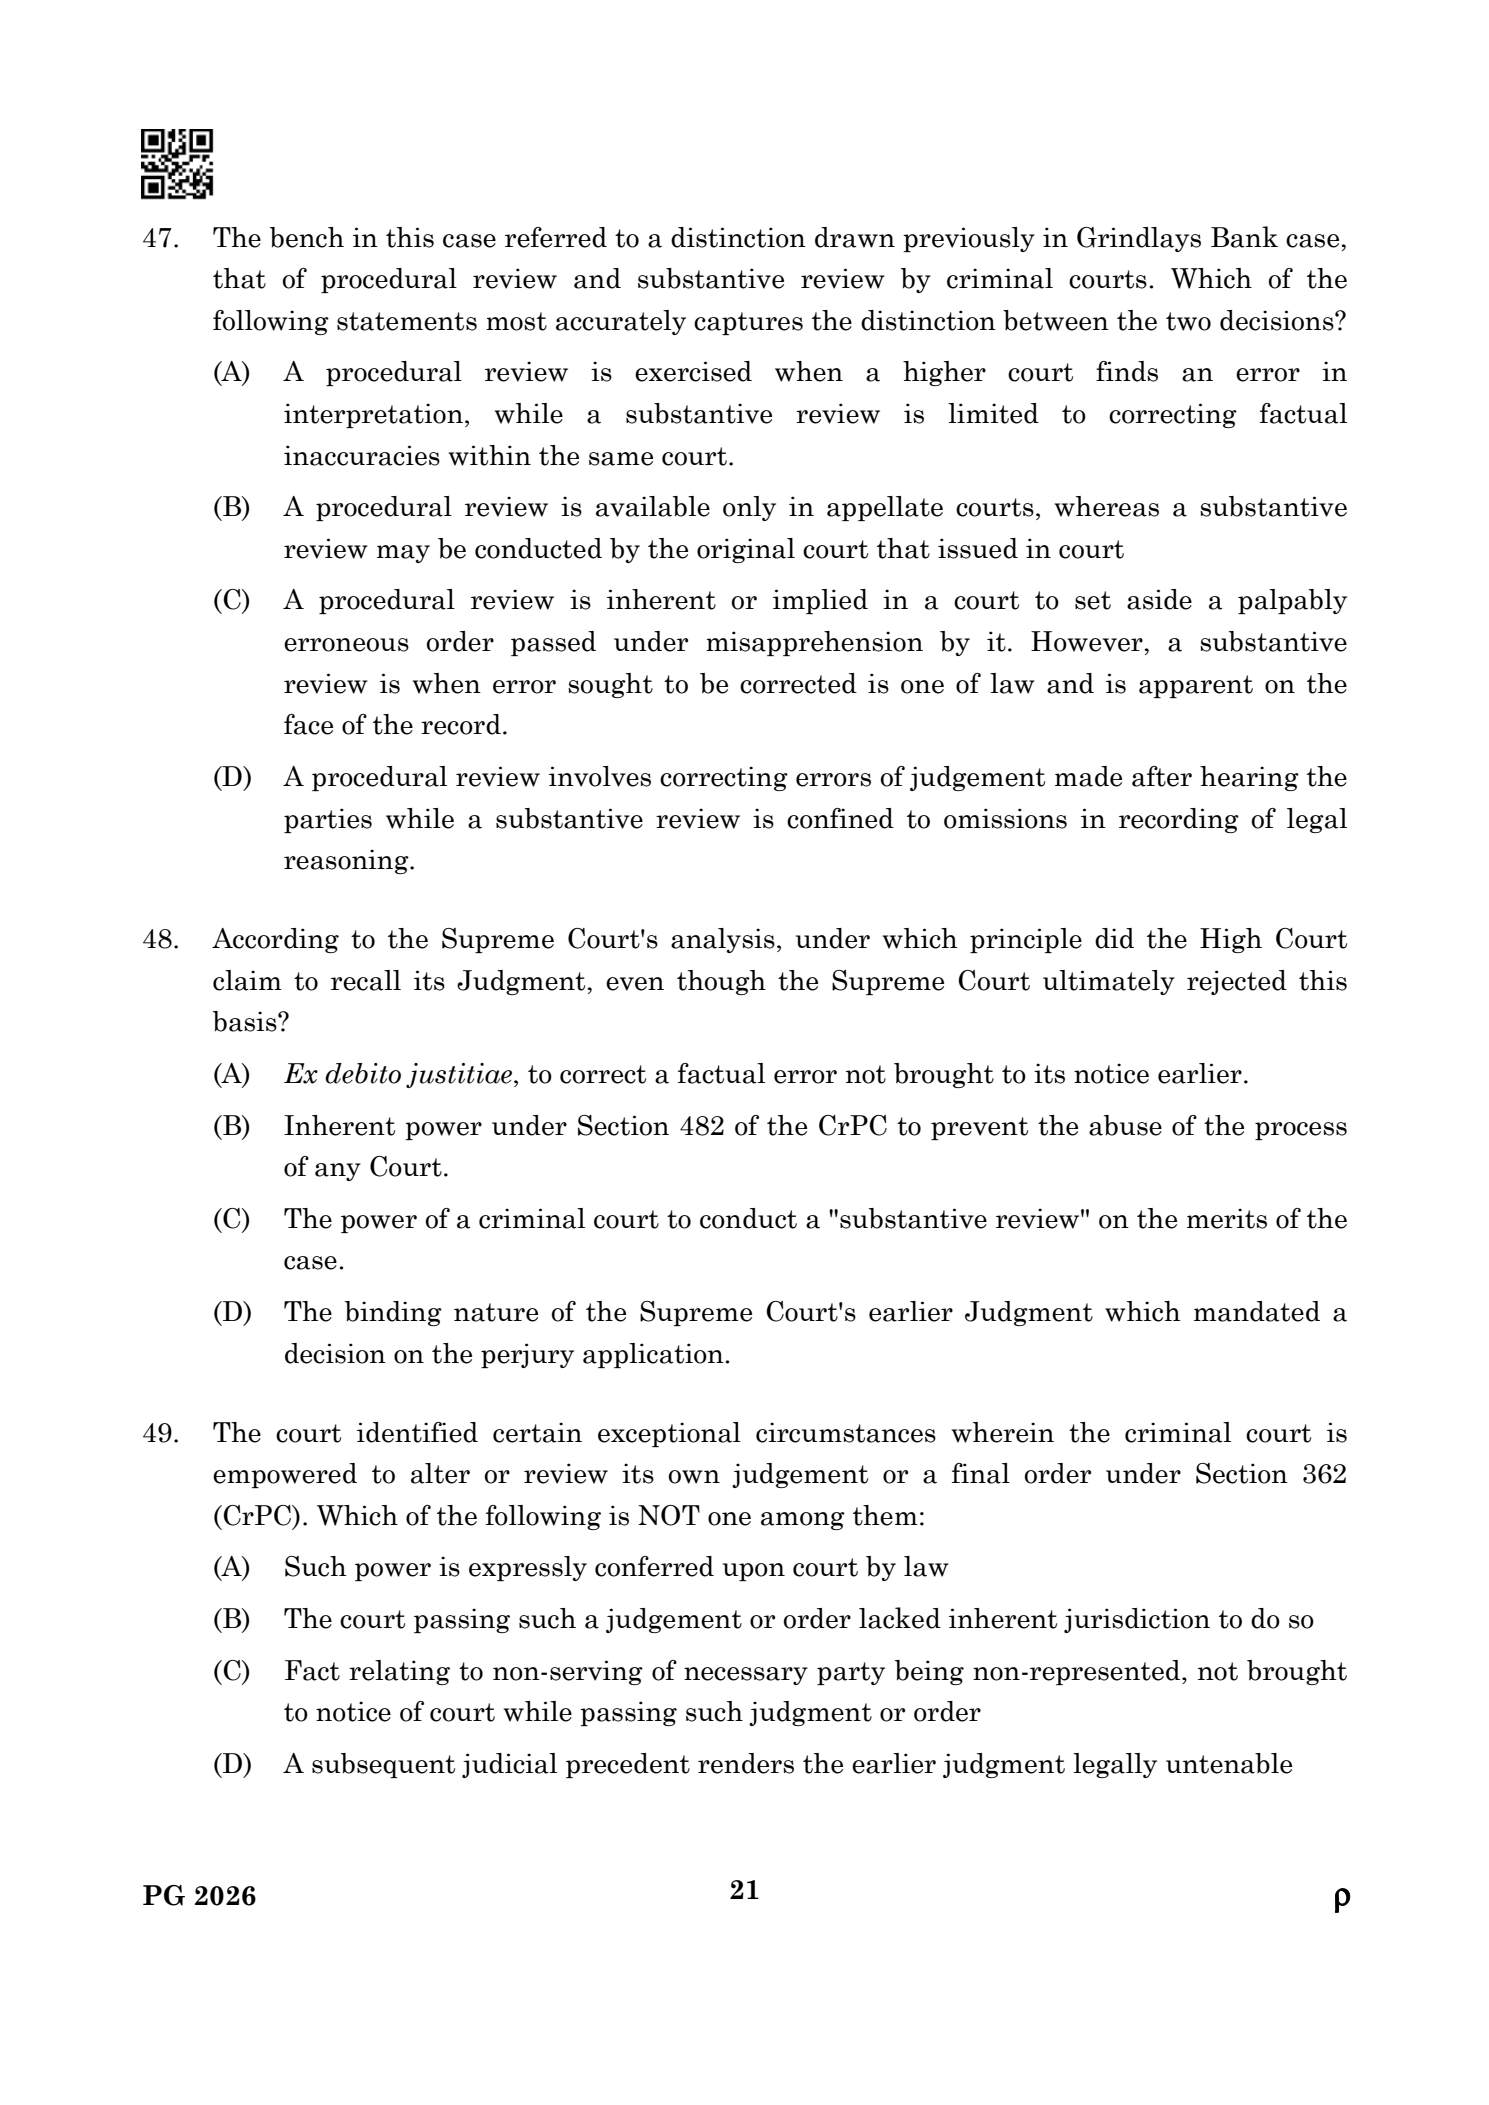 47. The bench in this case referred to a distinction drawn previously in Grindlays Bank case,
that of procedural review and substantive review by criminal courts. Which of the
following statements most accurately captures the distinction between the two decisions?
(A) A procedural review is exercised when a higher court finds an error in
interpretation, while a substantive review is limited to correcting factual
inaccuracies within the same court.
(B) A procedural review is available only in appellate courts, whereas a substantive
review may be conducted by the original court that issued in court
(C) A procedural review is inherent or implied in a court to set aside a palpably
erroneous order passed under misapprehension by it. However, a substantive
review is when error sought to be corrected is one of law and is apparent on the
face of the record.
(D) A procedural review involves correcting errors of judgement made after hearing the
parties while a substantive review is confined to omissions in recording of legal
reasoning.
48. According to the Supreme Court's analysis, under which principle did the High Court
claim to recall its Judgment, even though the Supreme Court ultimately rejected this
basis?
(A) Ex debito justitiae, to correct a factual error not brought to its notice earlier.
(B) Inherent power under Section 482 of the CrPC to prevent the abuse of the process
of any Court.
(C) The power of a criminal court to conduct a "substantive review" on the merits of the
case.
(D) The binding nature of the Supreme Court's earlier Judgment which mandated a
decision on the perjury application.
49. The court identified certain exceptional circumstances wherein the criminal court is
empowered to alter or review its own judgement or a final order under Section 362
(CrPC). Which of the following is NOT one among them:
(A) Such power is expressly conferred upon court by law
(B) The court passing such a judgement or order lacked inherent jurisdiction to do so
(C) Fact relating to non-serving of necessary party being non-represented, not brought
to notice of court while passing such judgment or order
(D) A subsequent judicial precedent renders the earlier judgment legally untenable
PG 2026 21 ρ